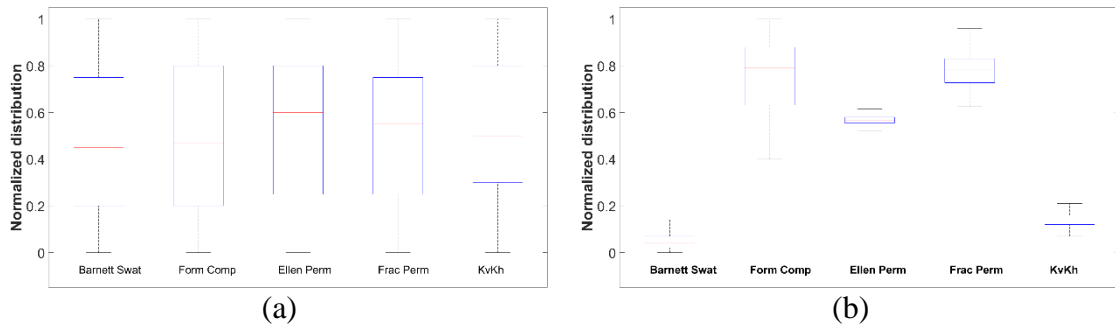 Normalized distribution
1
0.8
0.6
0.4
0.2
0
Barnett Swat Form Comp Ellen Perm Frac Perm KvKh
(a)
Normalized distribution
1
0.8
0.6
0.4
0.2
0
Barnett Swat Form Comp Ellen Perm Frac Perm KvKh
(b)